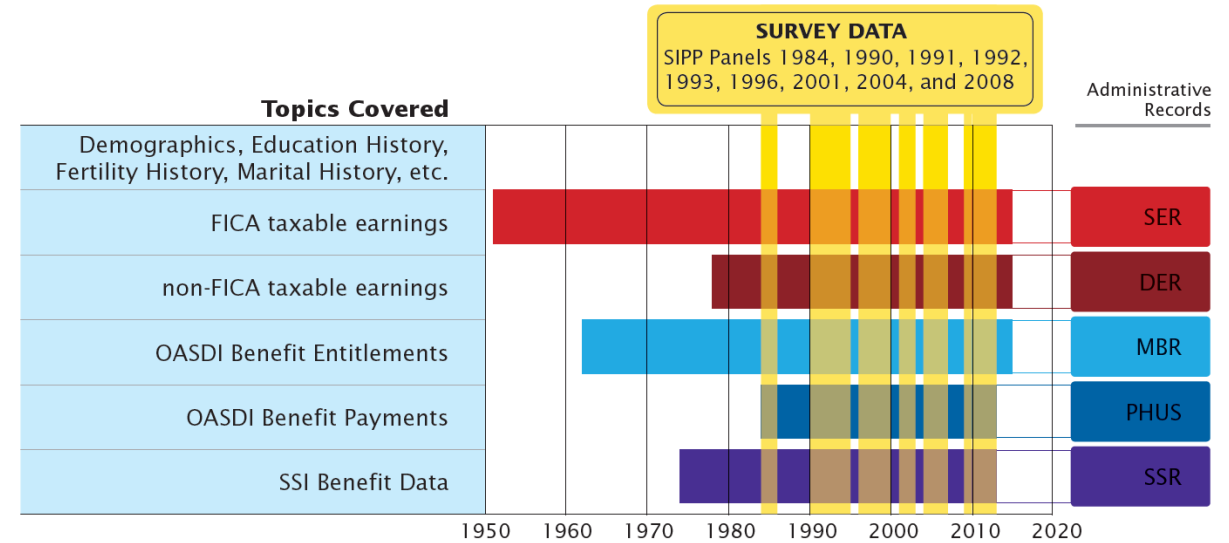 SURVEY DATA
SIPP Panels 1984, 1990, 1991, 1992,
1993, 1996, 2001, 2004, and 2008
Administrative
Records
Topics Covered
Demographics, Education History,
Fertility History, Marital History, etc.
FICA taxable earnings
SER
non-FICA taxable earnings
DER
OASDI Benefit Entitlements
MBR
OASDI Benefit Payments
PHUS
SSI Benefit Data
SSR
1950 1960 1970 1980 1990 2000 2010 2020